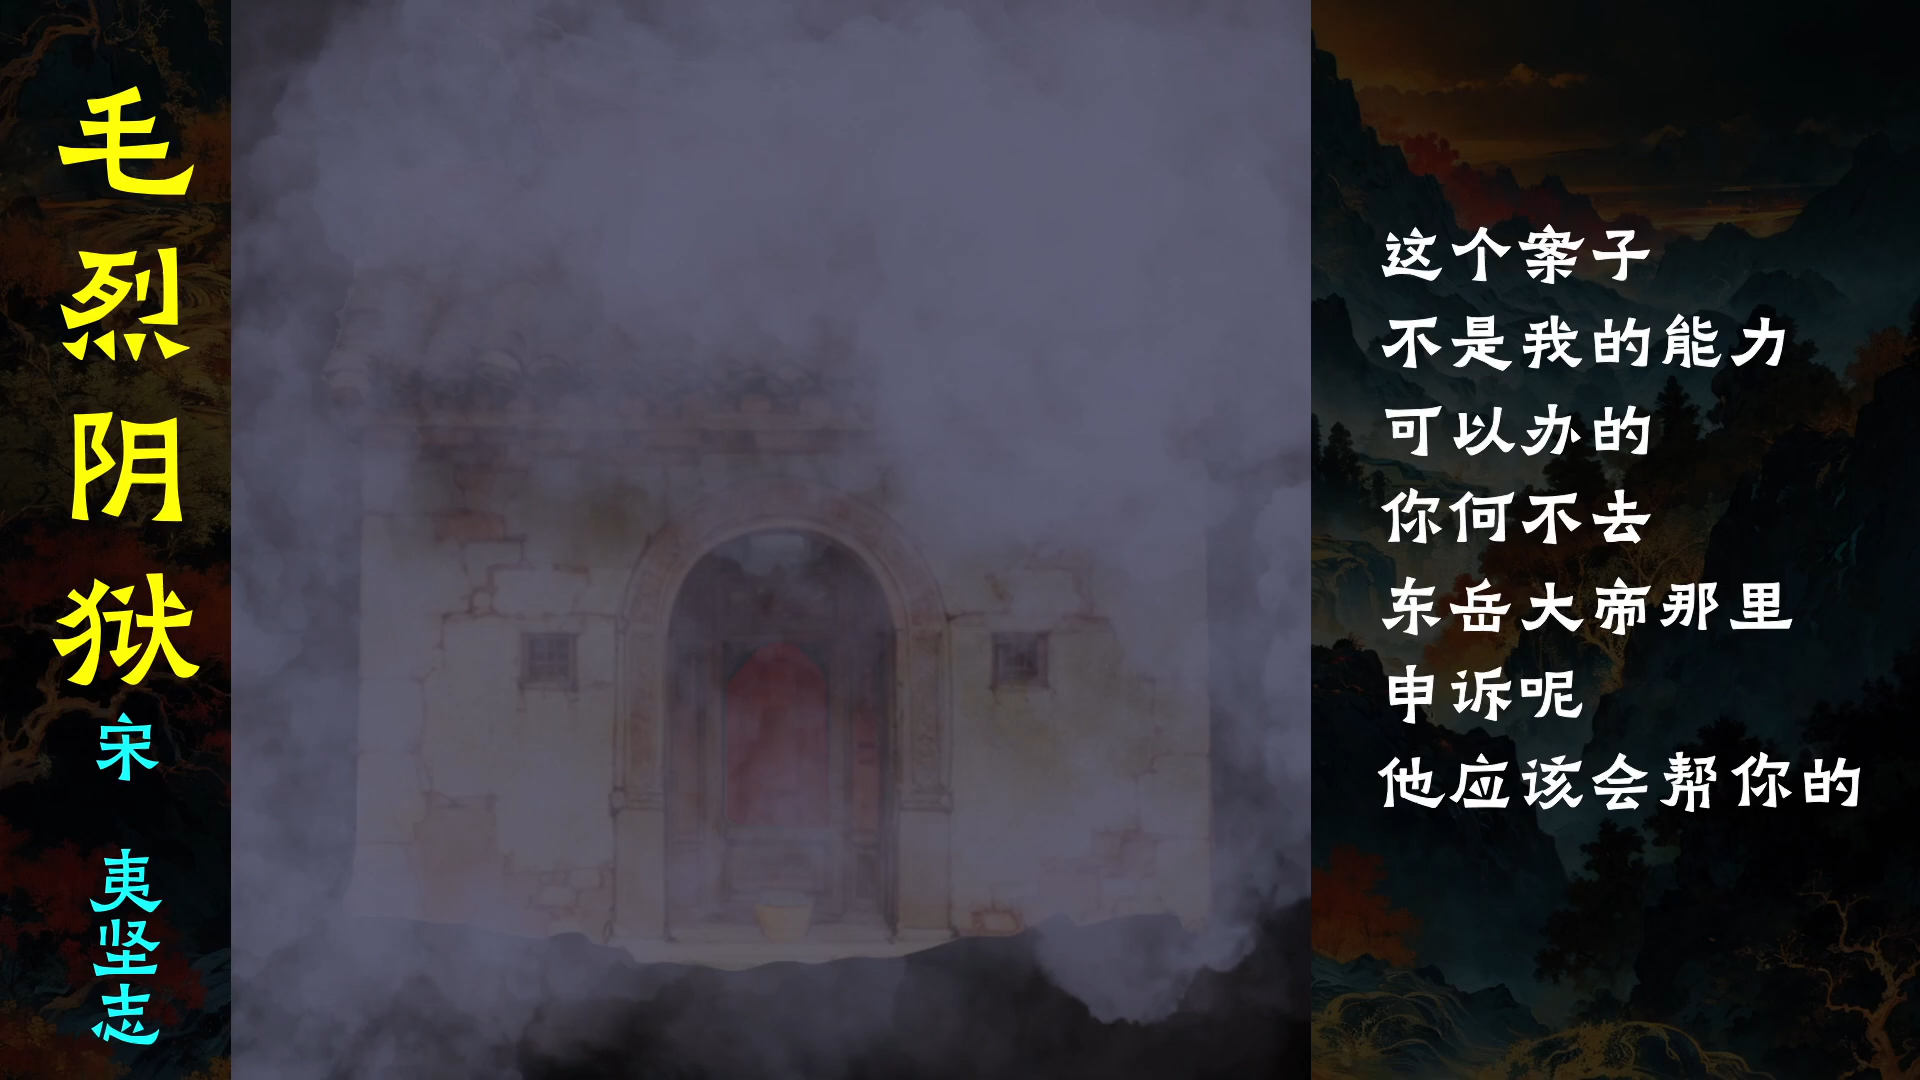 毛烈阴狱
宋
夷坚志
这个案子
不是我的能力
可以办的
你何不去
东岳大帝那里
申诉呢
他应该会帮你的